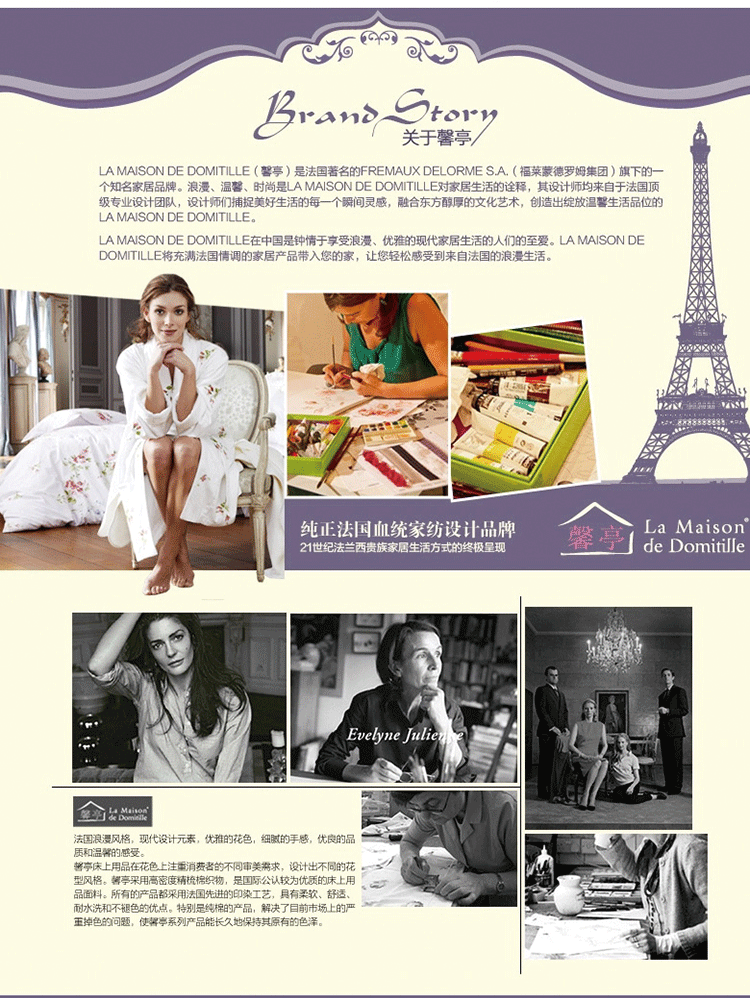 Brand Story
关于馨亭
LA MAISON DE DOMITILLE（馨亭）是法国著名的FREMAUX DELORME S.A.（福莱蒙德罗姆集团）旗下的一
个知名家居品牌。浪漫、温馨、时尚是LA MAISON DE DOMITILLE对家居生活的诠释，其设计师均来自于法国顶
级专业设计团队，设计师们捕捉美好生活的每一个瞬间灵感，融合东方醇厚的文化艺术，创造出绽放温馨生活品位的
LA MAISON DE DOMITILLE。
LA MAISON DE DOMITILLE在中国是钟情于享受浪漫、优雅的现代家居生活的人们的至爱。LA MAISON DE
DOMITILLE将充满法国情调的家居产品带入您的家，让您轻松感受到来自法国的浪漫生活。
纯正法国血统家纺设计品牌
21世纪法兰西贵族家居生活方式的终极呈现
馨亭
La Maison®
de Domitille
Evelyne Julienne
馨亭
La Maison®
de Domitille
法国浪漫风格，现代设计元素，优雅的花色，细腻的手感，优良的品
质和温馨的感受。
馨亭床上用品在花色上注重消费者的不同审美需求，设计出不同的花
型风格。馨亭采用高密度精梳棉织物，是国际公认较为优质的床上用
品面料。所有的产品都采用法国先进的印染工艺，具有柔软、舒适、
耐水洗和不褪色的优点。特别是纯棉的产品，解决了目前市场上的严
重掉色的问题，使馨亭系列产品能长久地保持其原有的色泽。